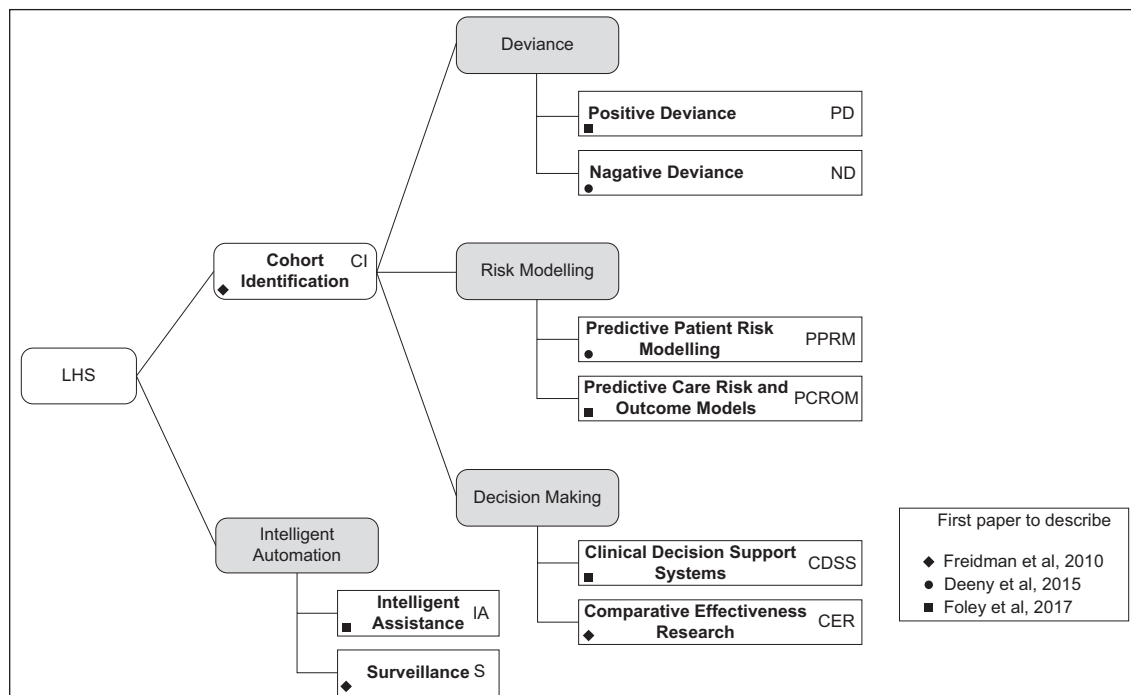 Deviance
Positive Deviance PD
Nagative Deviance ND
Cohort CI
Identification
Risk Modelling
Predictive Patient Risk
Modelling PPRM
Predictive Care Risk and
Outcome Models PCROM
LHS
Decision Making
Clinical Decision Support
Systems CDSS
Comparative Effectiveness
Research CER
Intelligent
Automation
Intelligent
Assistance IA
Surveillance S
First paper to describe
◆ Freidman et al, 2010
● Deeny et al, 2015
■ Foley et al, 2017